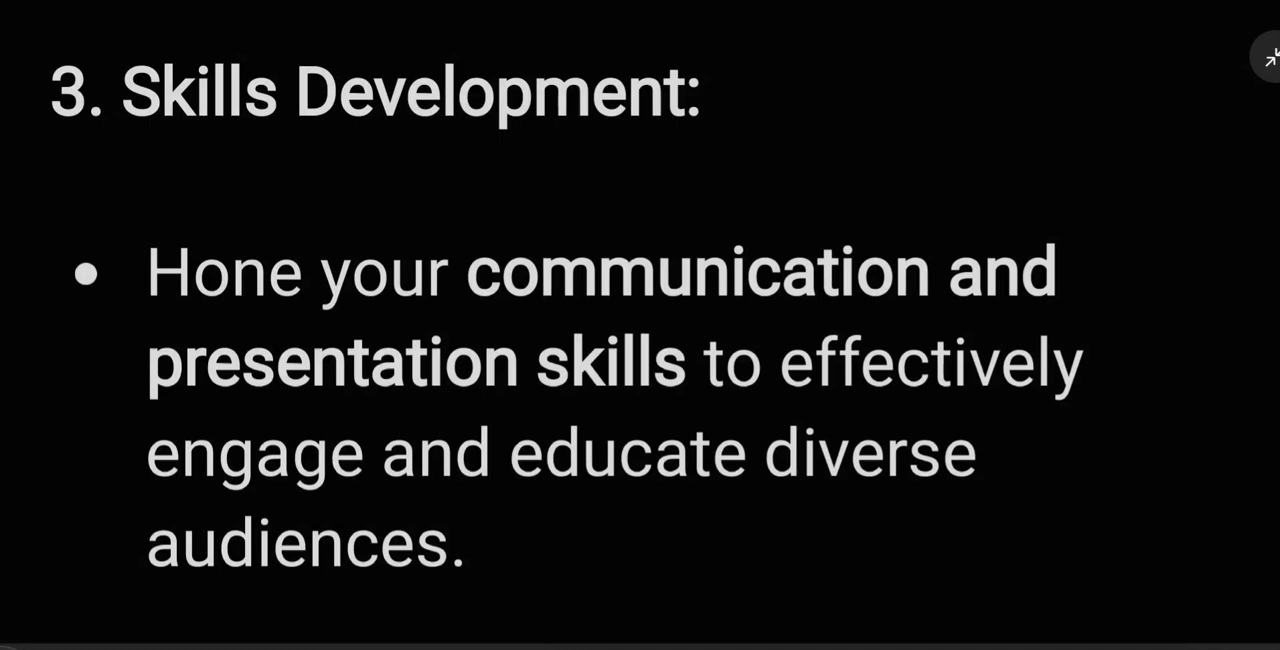 3. Skills Development:
• Hone your communication and
presentation skills to effectively
engage and educate diverse
audiences.